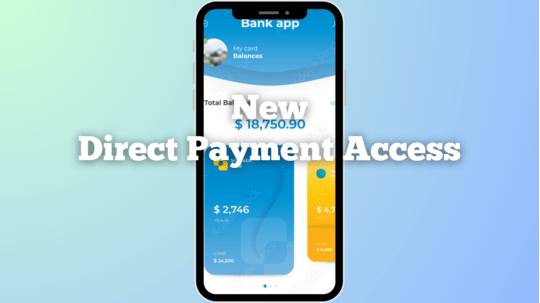 Bank app
My card
Balances
Total Bal
New
$ 18,750.90
Direct Payment Access
$ 2,746
$ 4,7
$ 24,500